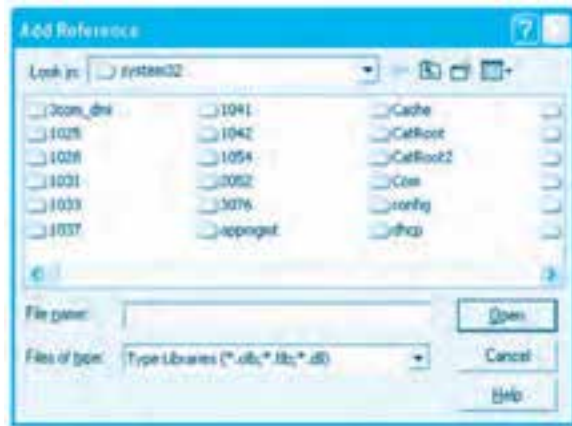 Add Reference
Look in: system32
3com_dmi 1041 Cache
1025 1042 CatRoot
1028 1054 CatRoot2
1031 2052 Com
1033 3076 config
1037 appmgmt dhcp
File name: Open
Files of type: Type Libraries (*.olb;*.tlb;*.dll) Cancel
Help